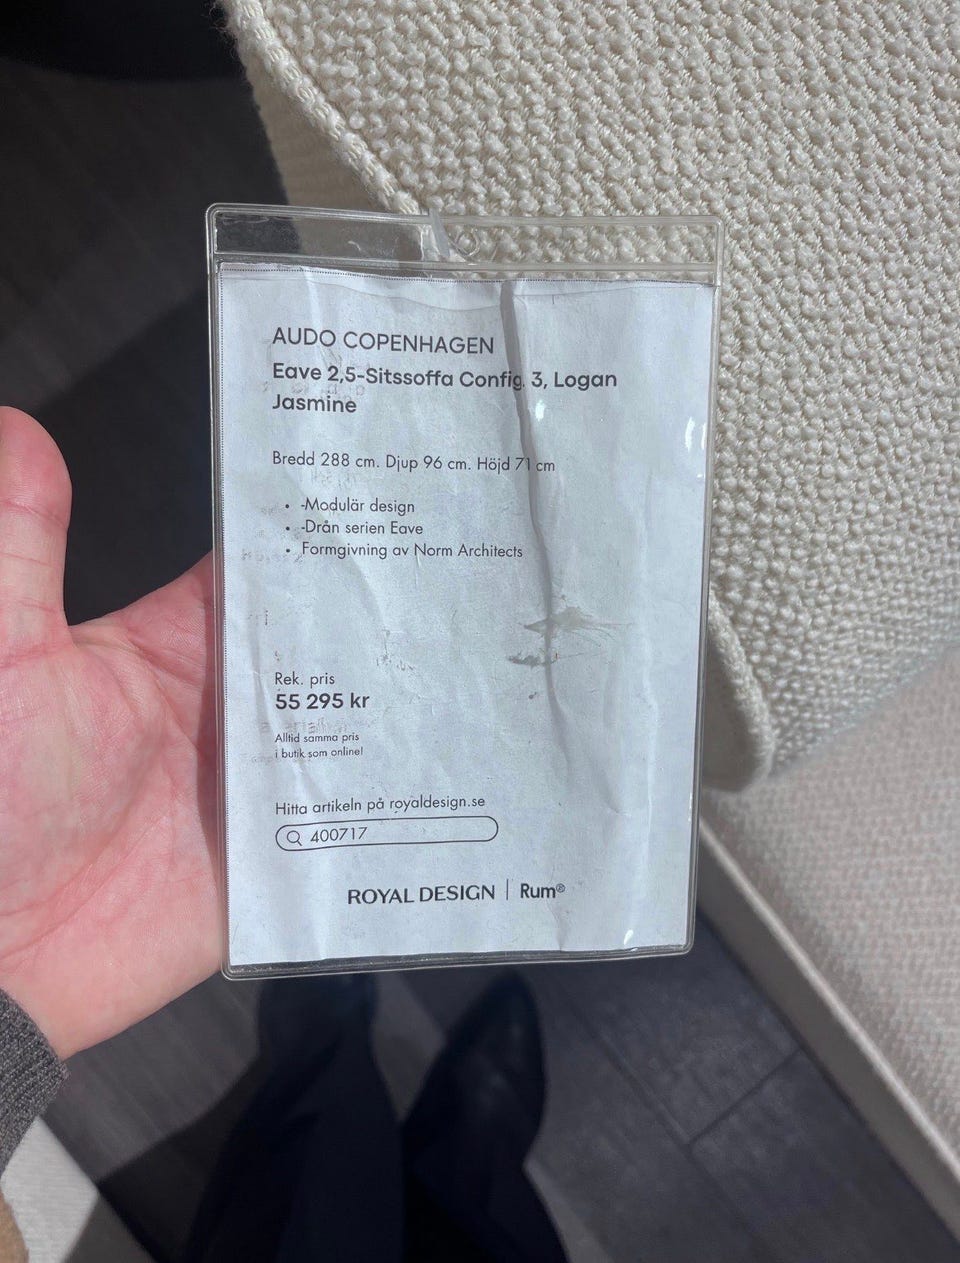 AUDO COPENHAGEN
Eave 2,5-Sitssoffa Config. 3, Logan
Jasmine
Bredd 288 cm. Djup 96 cm. Höjd 71 cm
• -Modulär design
• -Drån serien Eave
• Formgivning av Norm Architects
Rek. pris
55 295 kr
Alltid samma pris
i butik som online!
Hitta artikeln på royaldesign.se
400717
ROYAL DESIGN | Rum®